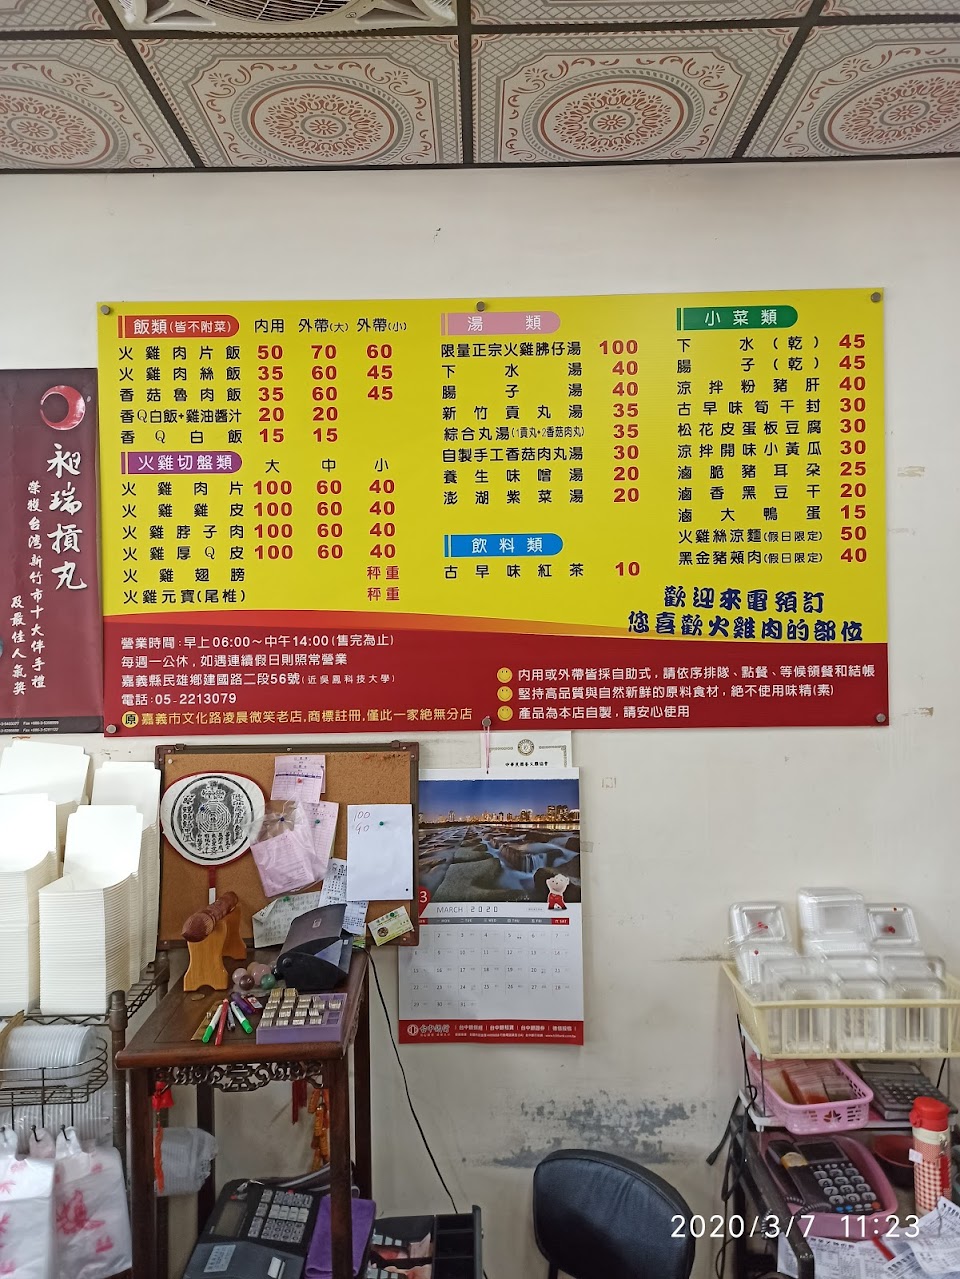 飯類(皆不附菜) 內用 外帶(大) 外帶(小)
火雞肉片飯 50 70 60
火雞肉絲飯 35 60 45
香菇魯肉飯 35 60 45
香Q白飯+雞油醬汁 20 20
香Q白飯 15 15
火雞切盤類 大 中 小
火雞肉片 100 60 40
火雞雞皮 100 60 40
火雞脖子肉 100 60 40
火雞厚Q皮 100 60 40
火雞翅膀 秤重
火雞元寶(尾椎) 秤重
湯類
限量正宗火雞胇仔湯 100
下水湯 40
腸子湯 40
新竹貢丸湯 35
綜合丸湯(1貢丸+2香菇肉丸) 35
自製手工香菇肉丸湯 30
養生味噌湯 20
澎湖紫菜湯 20
飲料類
古早味紅茶 10
小菜類
下水(乾) 45
腸子(乾) 45
涼拌粉豬肝 40
古早味筍干封 30
松花皮蛋板豆腐 30
涼拌開味小黃瓜 30
滷脆豬耳朵 25
滷香黑豆干 20
滷大鴨蛋 15
火雞絲涼麵(假日限定) 50
黑金豬頰肉(假日限定) 40
歡迎來電預訂
您喜歡火雞肉的部位
營業時間:早上06:00~中午14:00(售完為止)
每週一公休,如遇連續假日則照常營業
嘉義縣民雄鄉建國路二段56號(近吳鳳科技大學)
電話:05-2213079
原 嘉義市文化路凌晨微笑老店,商標註冊,僅此一家絕無分店
內用或外帶皆採自助式,請依序排隊、點餐、等候領餐和結帳
堅持高品質與自然新鮮的原料食材,絕不使用味精(素)
產品為本店自製,請安心使用
昶瑞摃丸
榮獲台灣新竹市十大伴手禮
及最佳人氣獎
100
90
3
MARCH 2020
2020/3/7 11:23